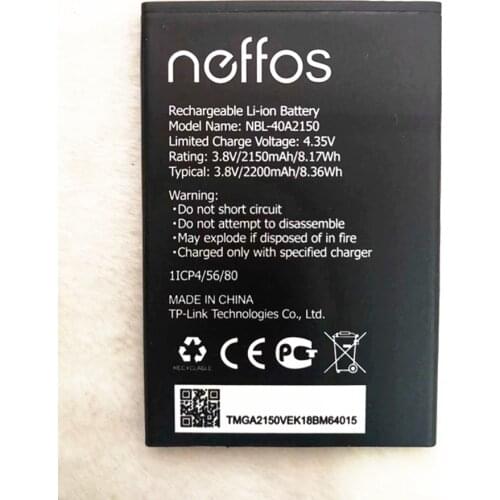 neffos
Rechargeable Li-ion Battery
Model Name: NBL-40A2150
Limited Charge Voltage: 4.35V
Rating: 3.8V/2150mAh/8.17Wh
Typical: 3.8V/2200mAh/8.36Wh
Warning:
•Do not short circuit
•Do not attempt to disassemble
•May explode if disposed of in fire
•Charged only with specified charger
1ICP4/56/80
MADE IN CHINA
TP-Link Technologies Co., Ltd.
RECYCLABLE
TMGA2150VEK18BM64015